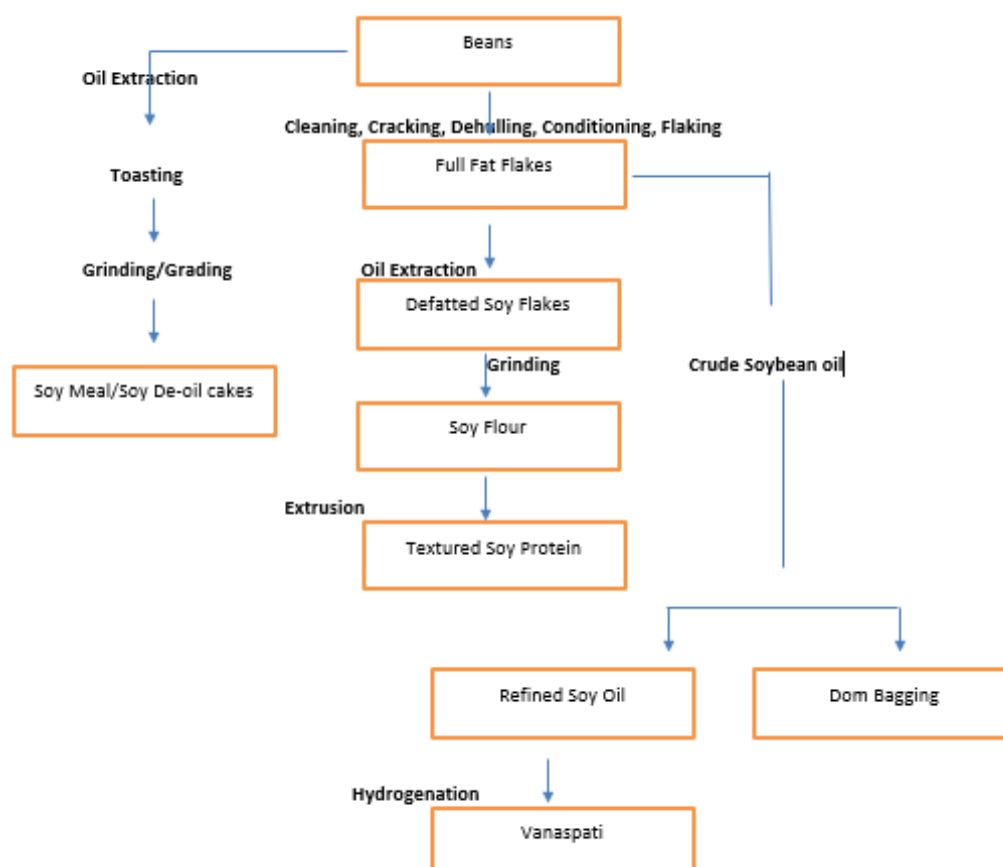 Beans
Oil Extraction
Cleaning, Cracking, Dehulling, Conditioning, Flaking
Full Fat Flakes
Toasting
Grinding/Grading
Oil Extraction
Defatted Soy Flakes
Grinding
Crude Soybean oil
Soy Meal/Soy De-oil cakes
Soy Flour
Extrusion
Textured Soy Protein
Refined Soy Oil
Dom Bagging
Hydrogenation
Vanaspati